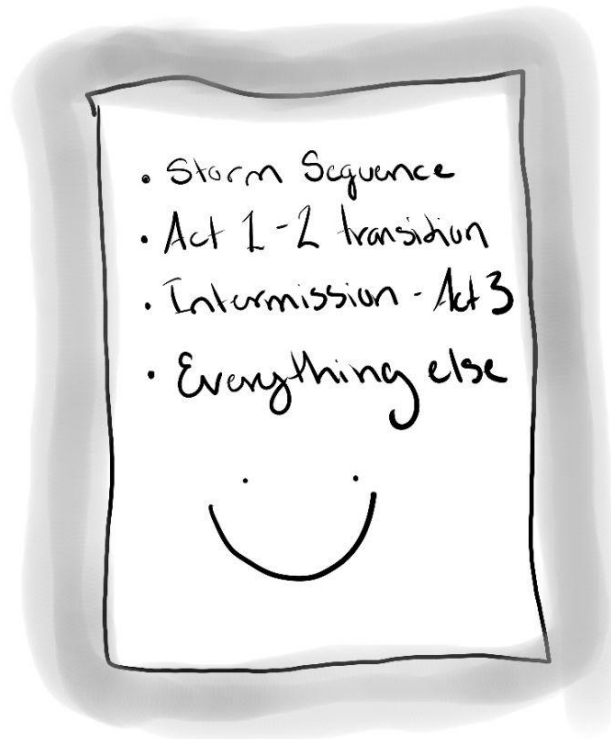 • Storm Sequence
• Act 1-2 transition
• Intermission - Act 3
• Everything else